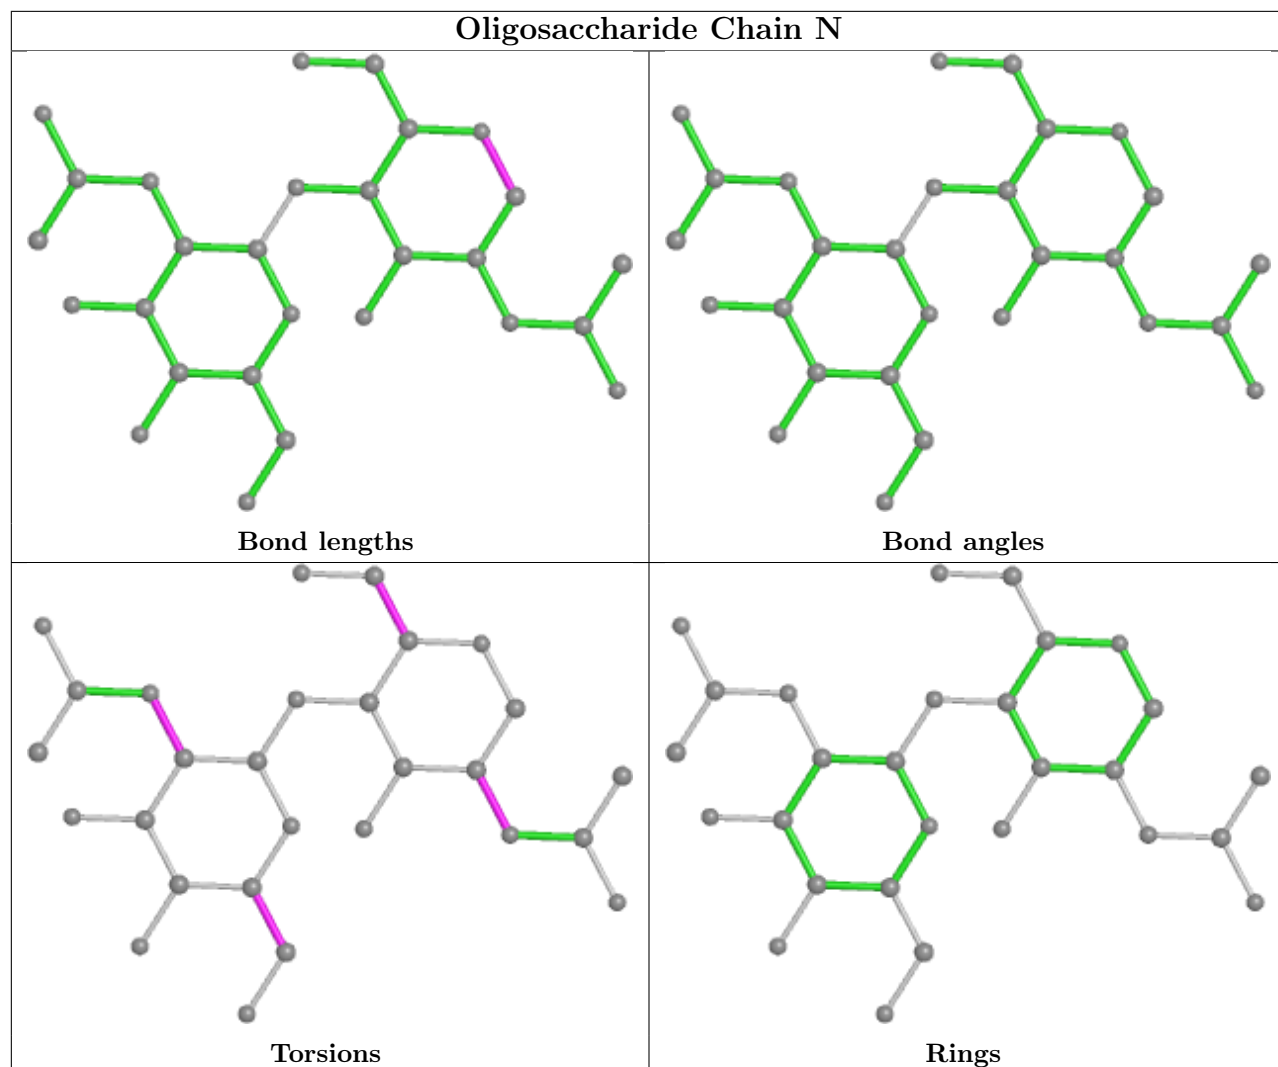 Oligosaccharide Chain N
Bond lengths
Bond angles
Torsions
Rings